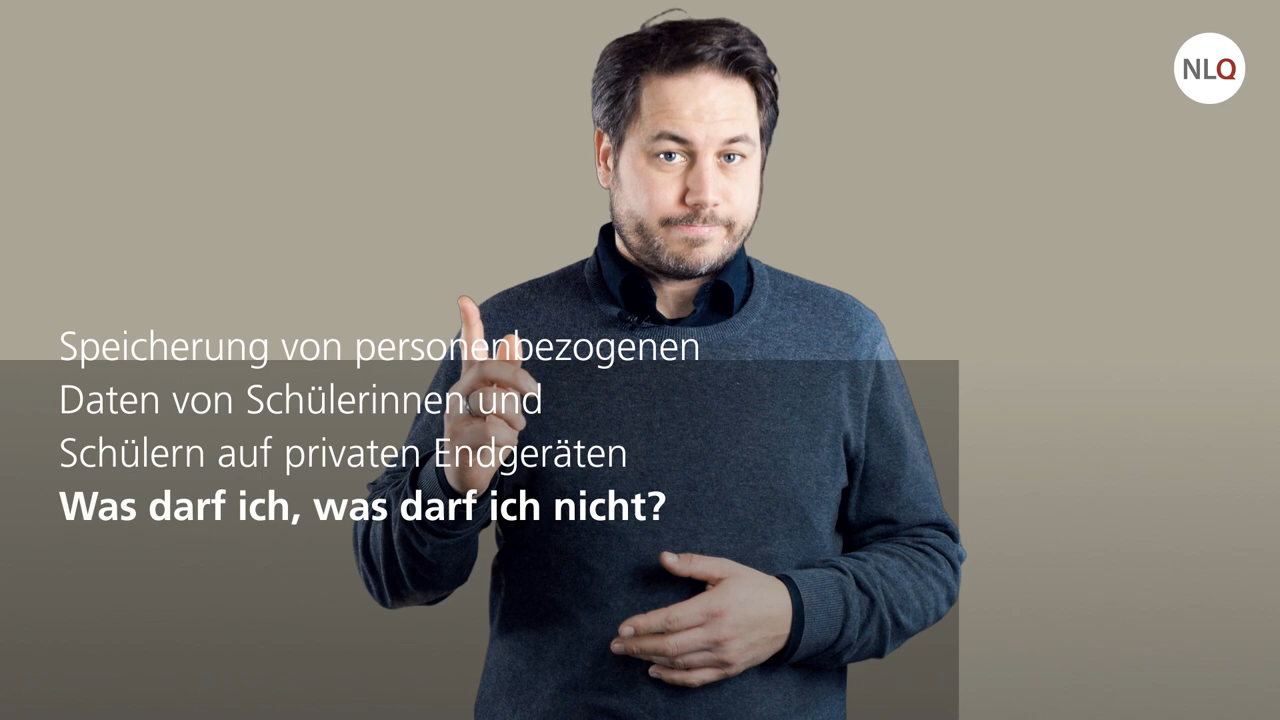 NLQ
Speicherung von personenbezogenen
Daten von Schülerinnen und
Schülern auf privaten Endgeräten
Was darf ich, was darf ich nicht?